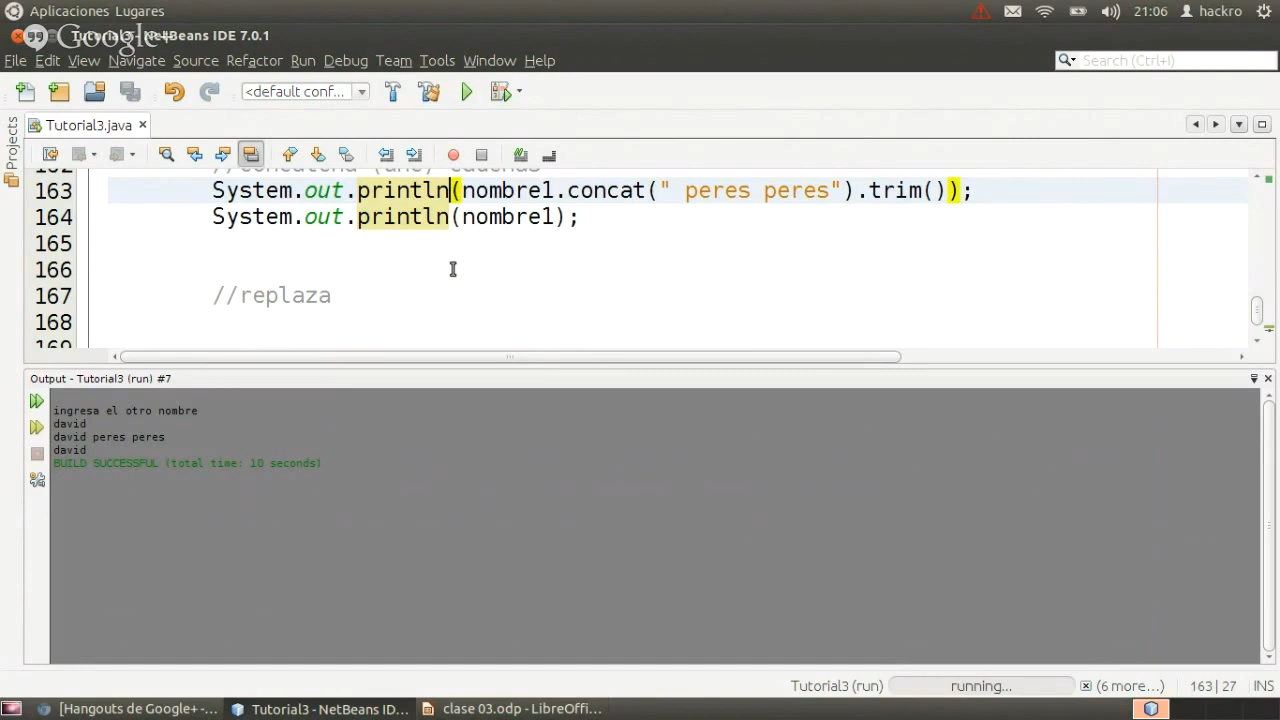 Aplicaciones Lugares
21:06
hackro
Google+
Tutorial3 - NetBeans IDE 7.0.1
File Edit View Navigate Source Refactor Run Debug Team Tools Window Help
Search (Ctrl+I)
<default conf...
Projects
Tutorial3.java
163 System.out.println(nombre1.concat(" peres peres").trim());
164 System.out.println(nombre1);
165
166
167 //replaza
168
169
Output - Tutorial3 (run) #7
ingresa el otro nombre
david
david peres peres
david
BUILD SUCCESSFUL (total time: 10 seconds)
Tutorial3 (run) running... (6 more...) 163|27 INS
[Hangouts de Google+ -... Tutorial3 - NetBeans ID... clase 03.odp - LibreOffi...